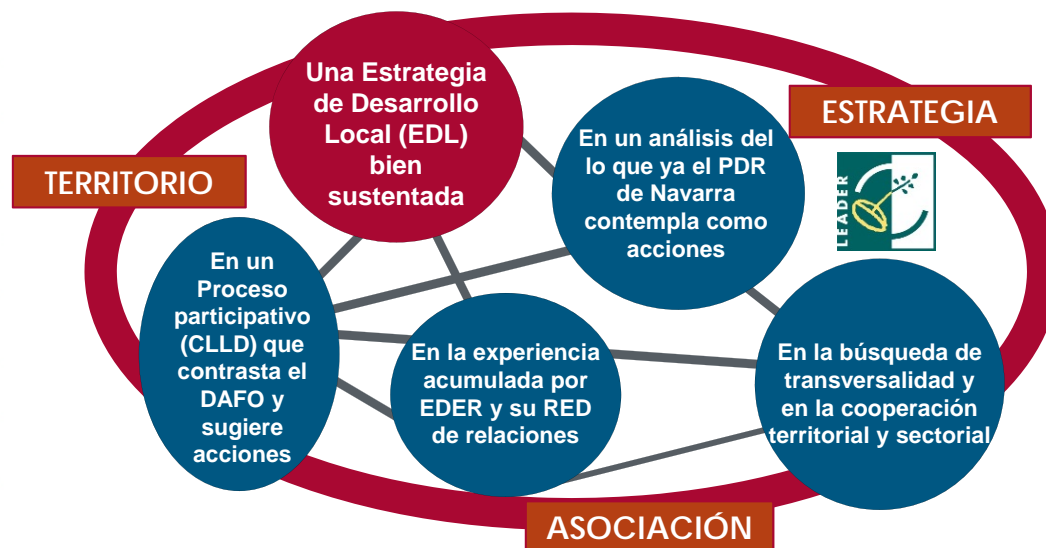 Una Estrategia
de Desarrollo
Local (EDL)
bien
sustentada
ESTRATEGIA
En un análisis del
lo que ya el PDR
de Navarra
contempla como
acciones
TERRITORIO
LEADER
En un
Proceso
participativo
(CLLD) que
contrasta el
DAFO y
sugiere
acciones
En la experiencia
acumulada por
EDER y su RED
de relaciones
En la búsqueda de
transversalidad y
en la cooperación
territorial y sectorial
ASOCIACIÓN